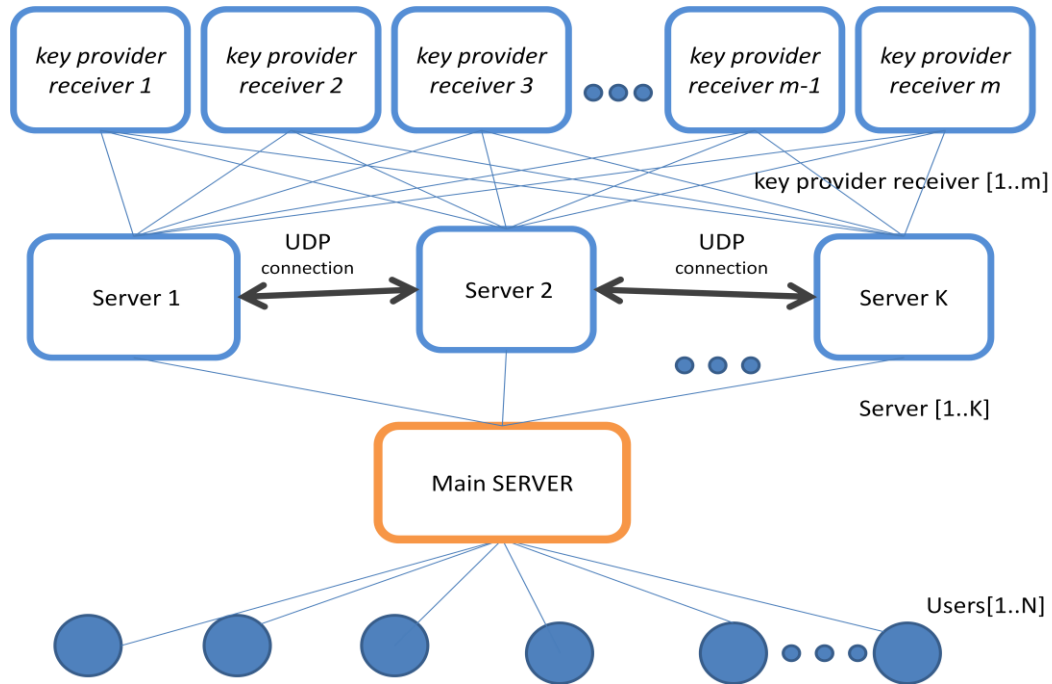 key provider
receiver 1
key provider
receiver 2
key provider
receiver 3
key provider
receiver m-1
key provider
receiver m
key provider receiver [1..m]
Server 1
UDP
connection
Server 2
UDP
connection
Server K
Server [1..K]
Main SERVER
Users[1..N]